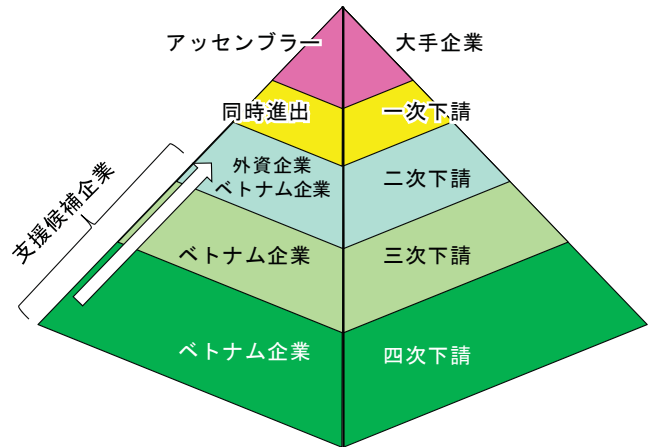 アッセンブラー
大手企業
同時進出
一次下請
外資企業
ベトナム企業
二次下請
支援候補企業
ベトナム企業
三次下請
ベトナム企業
四次下請